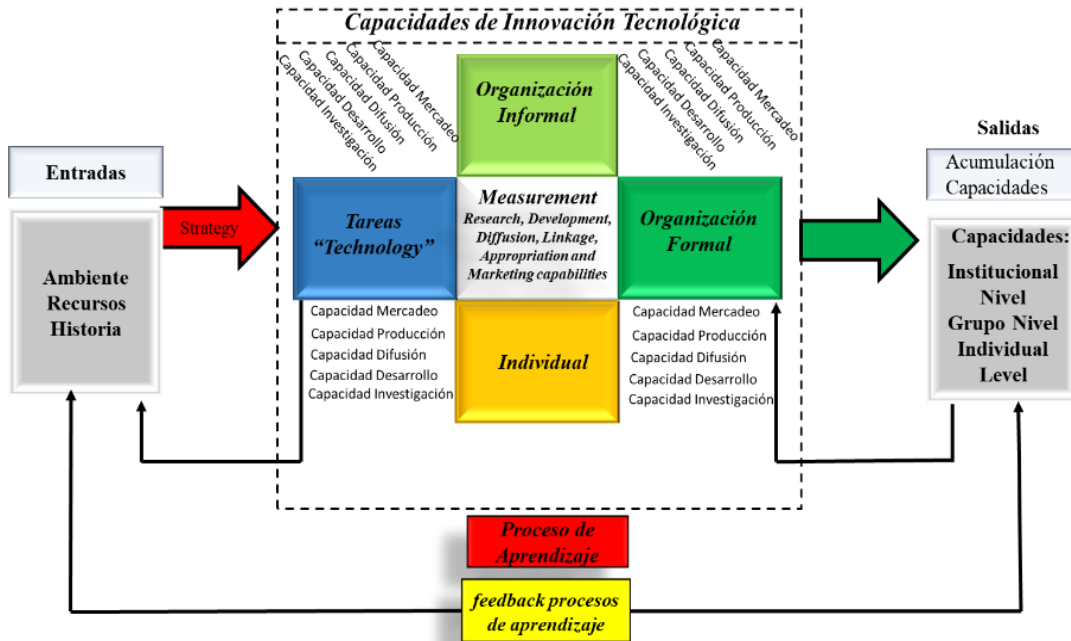 Capacidades de Innovación Tecnológica
Capacidad Mercadeo
Capacidad Producción
Capacidad Difusión
Capacidad Desarrollo
Capacidad Investigación
Organización
Informal
Capacidad Mercadeo
Capacidad Producción
Capacidad Difusión
Capacidad Desarrollo
Capacidad Investigación
Entradas
Ambiente
Recursos
Historia
Strategy
Tareas
“Technology”
Measurement
Research, Development,
Diffusion, Linkage,
Appropriation and
Marketing capabilities
Organización
Formal
Salidas
Acumulación
Capacidades
Capacidades:
Institucional
Nivel
Grupo Nivel
Individual
Level
Capacidad Mercadeo
Capacidad Producción
Capacidad Difusión
Capacidad Desarrollo
Capacidad Investigación
Individual
Capacidad Mercadeo
Capacidad Producción
Capacidad Difusión
Capacidad Desarrollo
Capacidad Investigación
Proceso de
Aprendizaje
feedback procesos
de aprendizaje